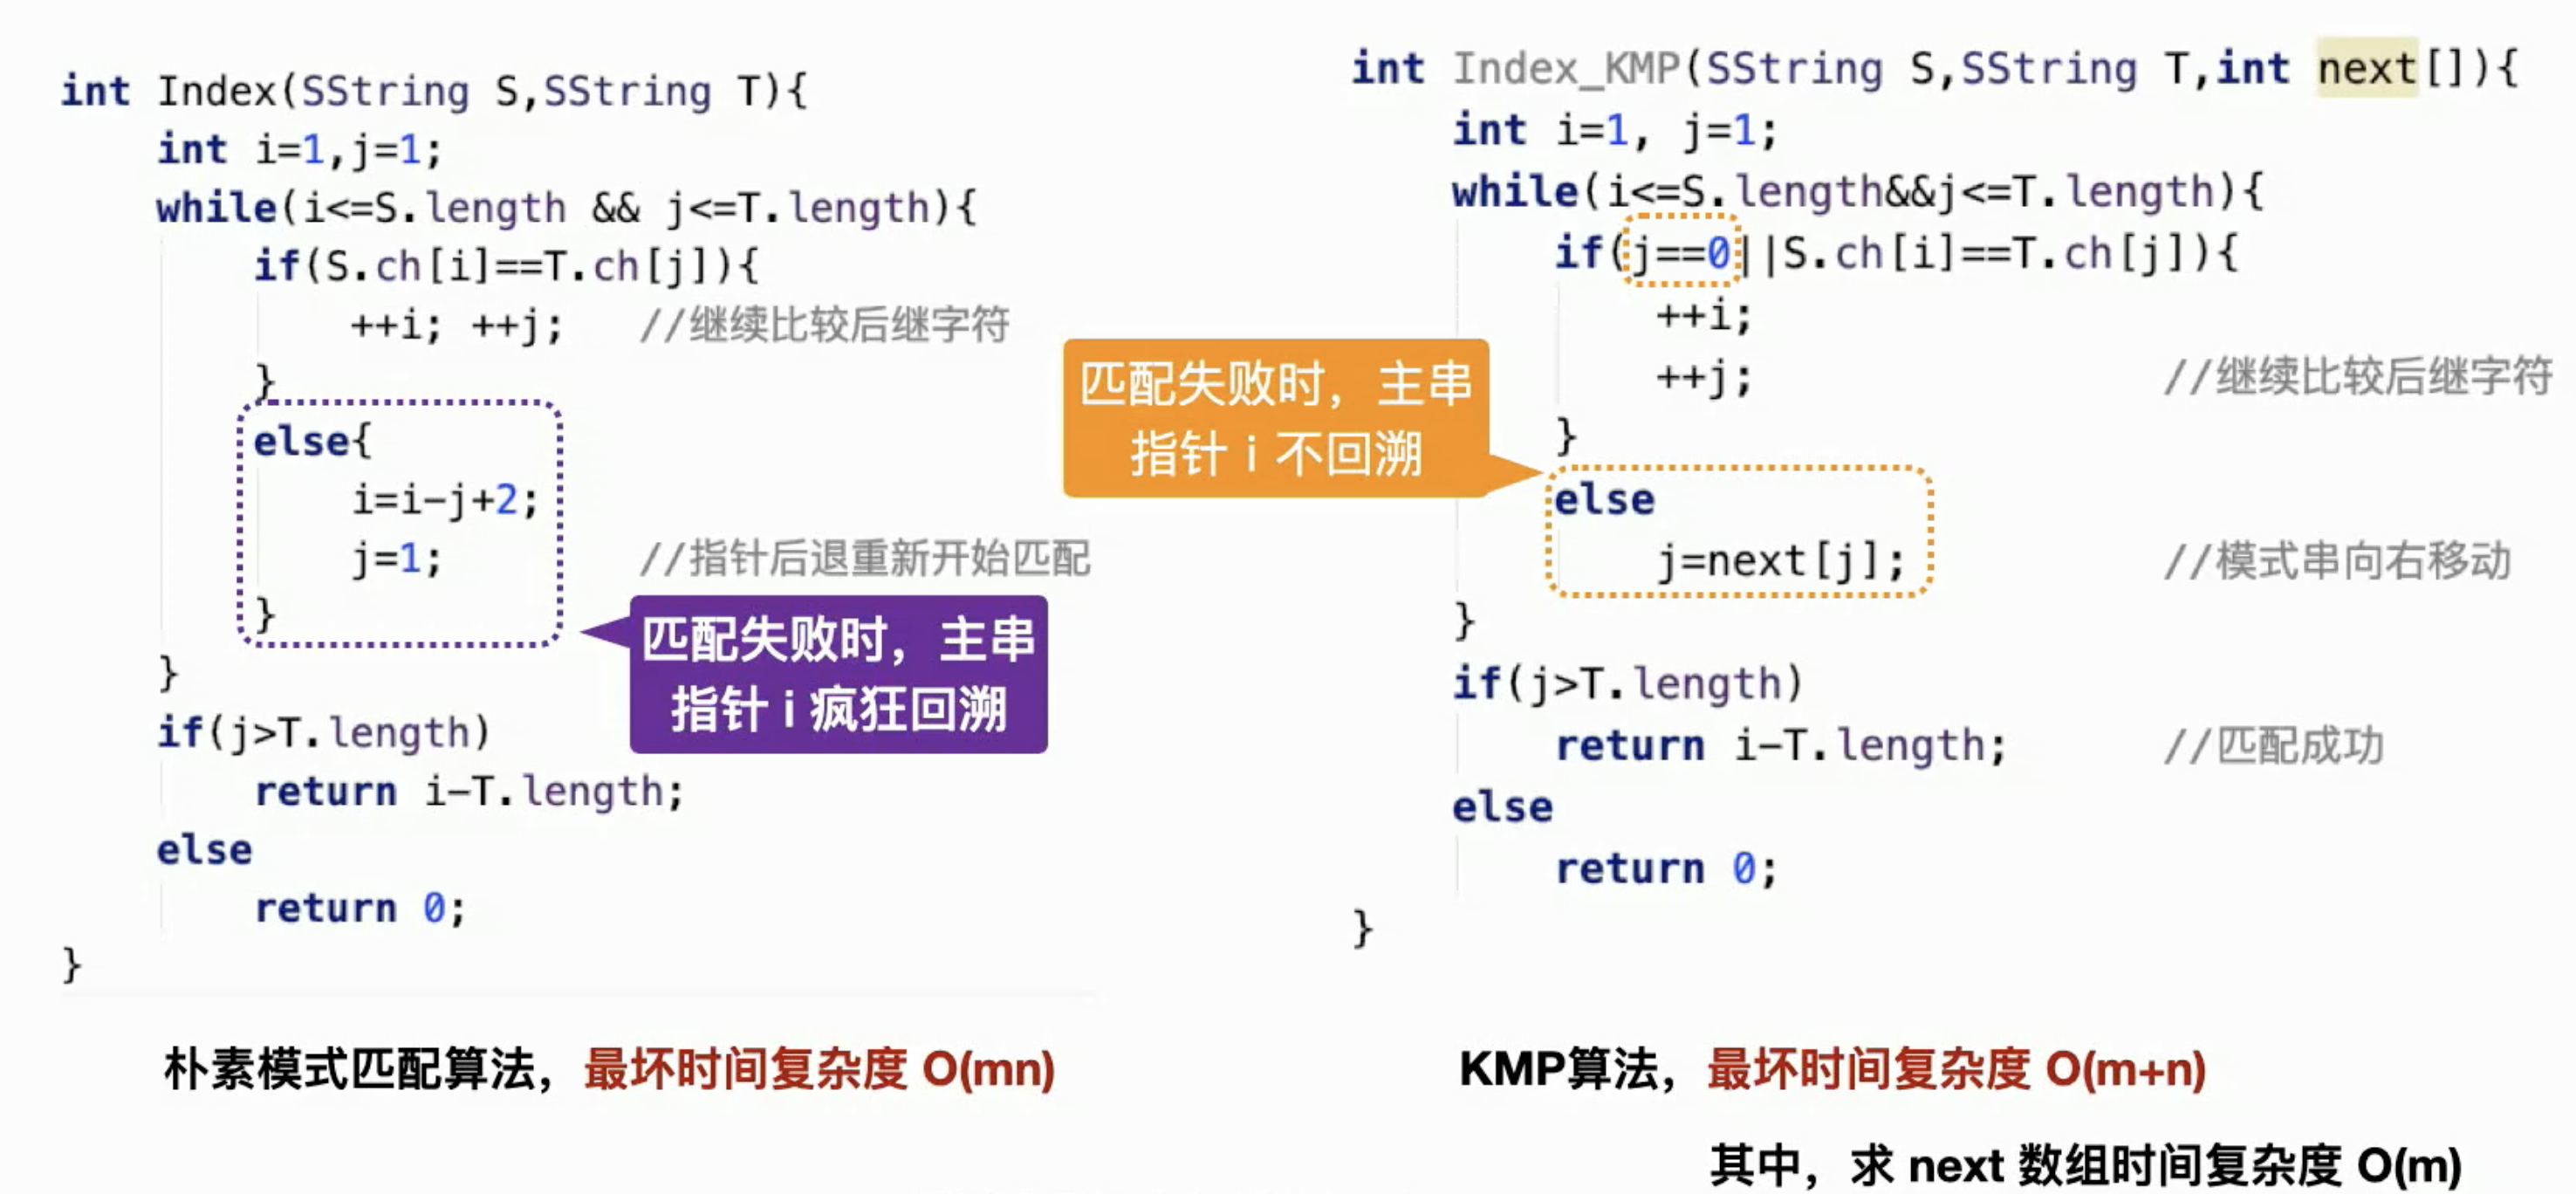 int Index(SString S,SString T){
    int i=1,j=1;
    while(i<=S.length && j<=T.length){
        if(S.ch[i]==T.ch[j]){
            ++i; ++j;   //继续比较后继字符
        }
        else{
            i=i-j+2;
            j=1;        //指针后退重新开始匹配
        }
    }
    if(j>T.length)
        return i-T.length;
    else
        return 0;
}
匹配失败时，主串
指针 i 疯狂回溯
朴素模式匹配算法，最坏时间复杂度 O(mn)
int Index_KMP(SString S,SString T,int next[]){
    int i=1, j=1;
    while(i<=S.length&&j<=T.length){
        if(j==0||S.ch[i]==T.ch[j]){
            ++i;
            ++j;                //继续比较后继字符
        }
        else
            j=next[j];          //模式串向右移动
    }
    if(j>T.length)
        return i-T.length;      //匹配成功
    else
        return 0;
}
匹配失败时，主串
指针 i 不回溯
KMP算法，最坏时间复杂度 O(m+n)
其中，求 next 数组时间复杂度 O(m)